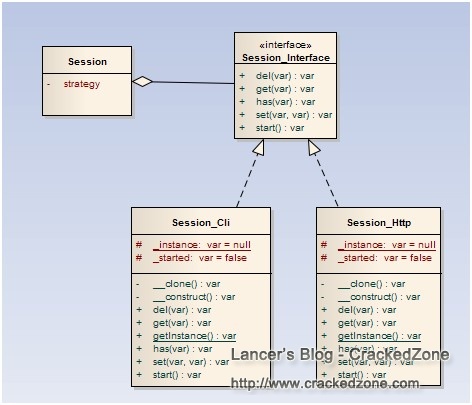 Session
- strategy
«interface»
Session_Interface
+ del(var) : var
+ get(var) : var
+ has(var) : var
+ set(var, var) : var
+ start() : var
Session_Cli
# _instance: var = null
# _started: var = false
- __clone() : var
- __construct() : var
+ del(var) : var
+ get(var) : var
+ getInstance() : var
+ has(var) : var
+ set(var, var) : var
+ start() : var
Session_Http
# _instance: var = null
# _started: var = false
- __clone() : var
- __construct() : var
+ del(var) : var
+ get(var) : var
+ getInstance() : var
+ has(var) : var
+ set(var, var) : var
+ start() : var
Lancer's Blog - CrackedZone
http://www.crackedzone.com